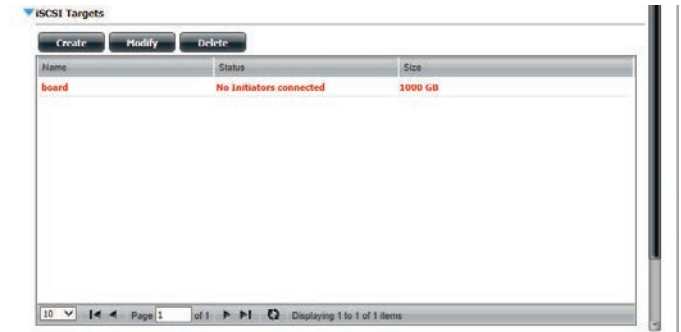 iSCSI Targets
Create Modify Delete
Name Status Size
board No Initiators connected 1000 GB
10 Page 1 of 1 Displaying 1 to 1 of 1 items